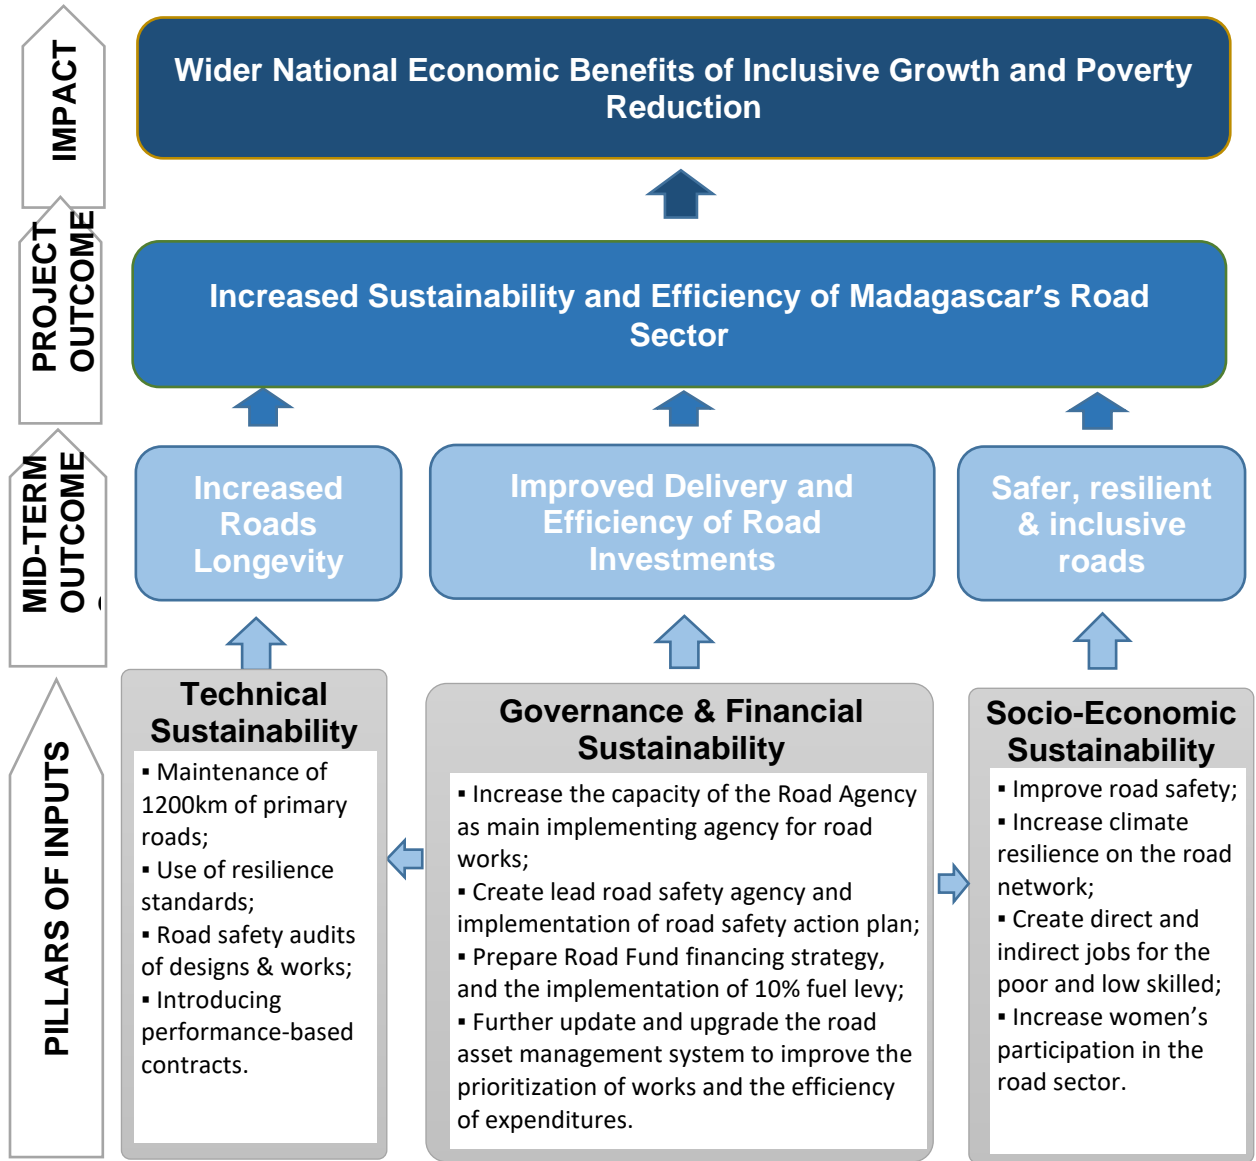 IMPACT
Wider National Economic Benefits of Inclusive Growth and Poverty
Reduction
PROJECT
OUTCOME
Increased Sustainability and Efficiency of Madagascar’s Road
Sector
MID-TERM
OUTCOME
Increased
Roads
Longevity
Improved Delivery and
Efficiency of Road
Investments
Safer, resilient
& inclusive
roads
PILLARS OF INPUTS
Technical
Sustainability
▪ Maintenance of
1200km of primary
roads;
▪ Use of resilience
standards;
▪ Road safety audits
of designs & works;
▪ Introducing
performance-based
contracts.
Governance & Financial
Sustainability
▪ Increase the capacity of the Road Agency
as main implementing agency for road
works;
▪ Create lead road safety agency and
implementation of road safety action plan;
▪ Prepare Road Fund financing strategy,
and the implementation of 10% fuel levy;
▪ Further update and upgrade the road
asset management system to improve the
prioritization of works and the efficiency
of expenditures.
Socio-Economic
Sustainability
▪ Improve road safety;
▪ Increase climate
resilience on the road
network;
▪ Create direct and
indirect jobs for the
poor and low skilled;
▪ Increase women’s
participation in the
road sector.